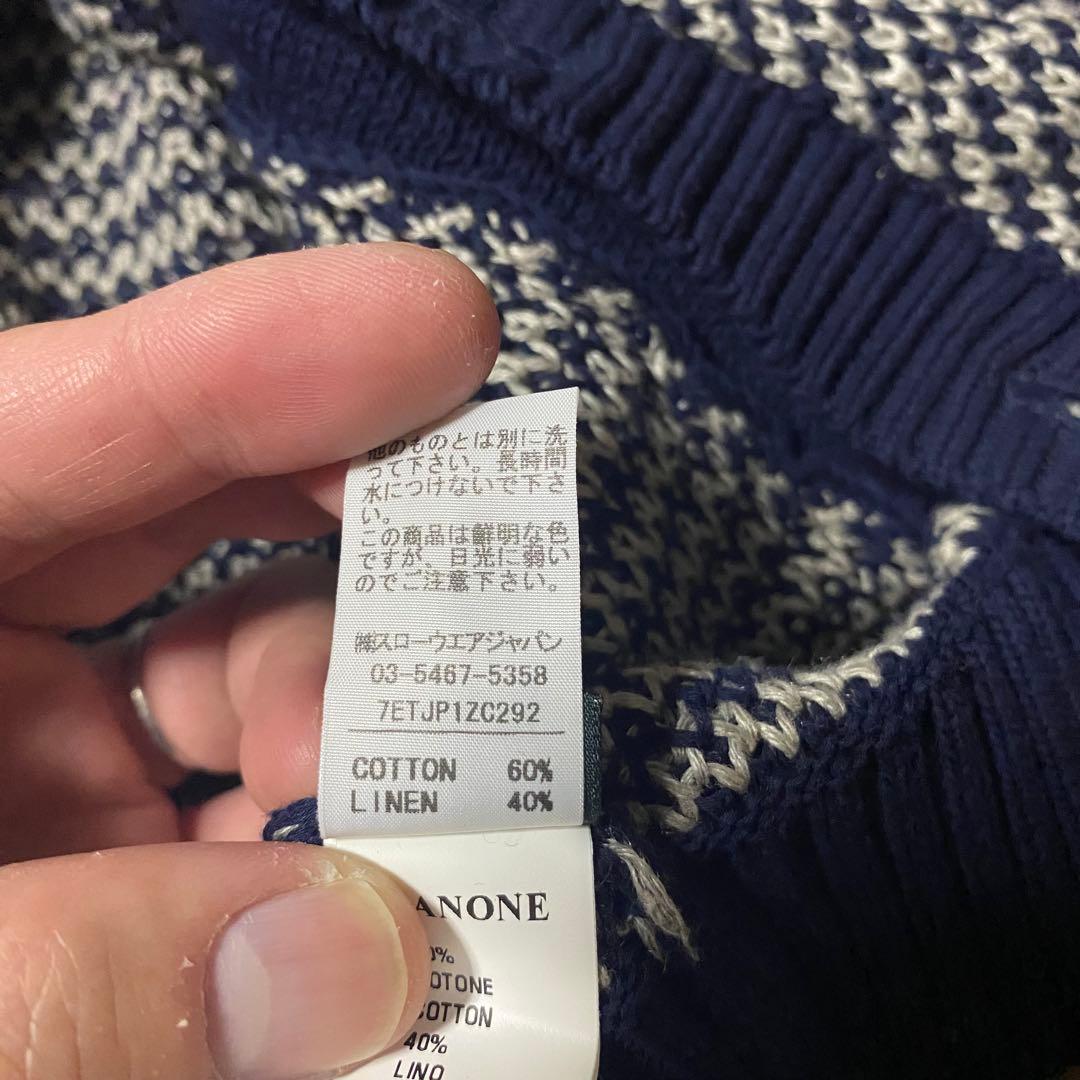 他のものとは別に洗
って下さい。長時間
水につけないで下さ
い。
この商品は鮮明な色
ですが、日光に弱い
のでご注意下さい。
㈱スローウエアジャパン
03-5467-5358
7ETJP1ZC292
COTTON 60%
LINEN 40%
ANONE
0%
OTONE
COTTON
40%
LINO